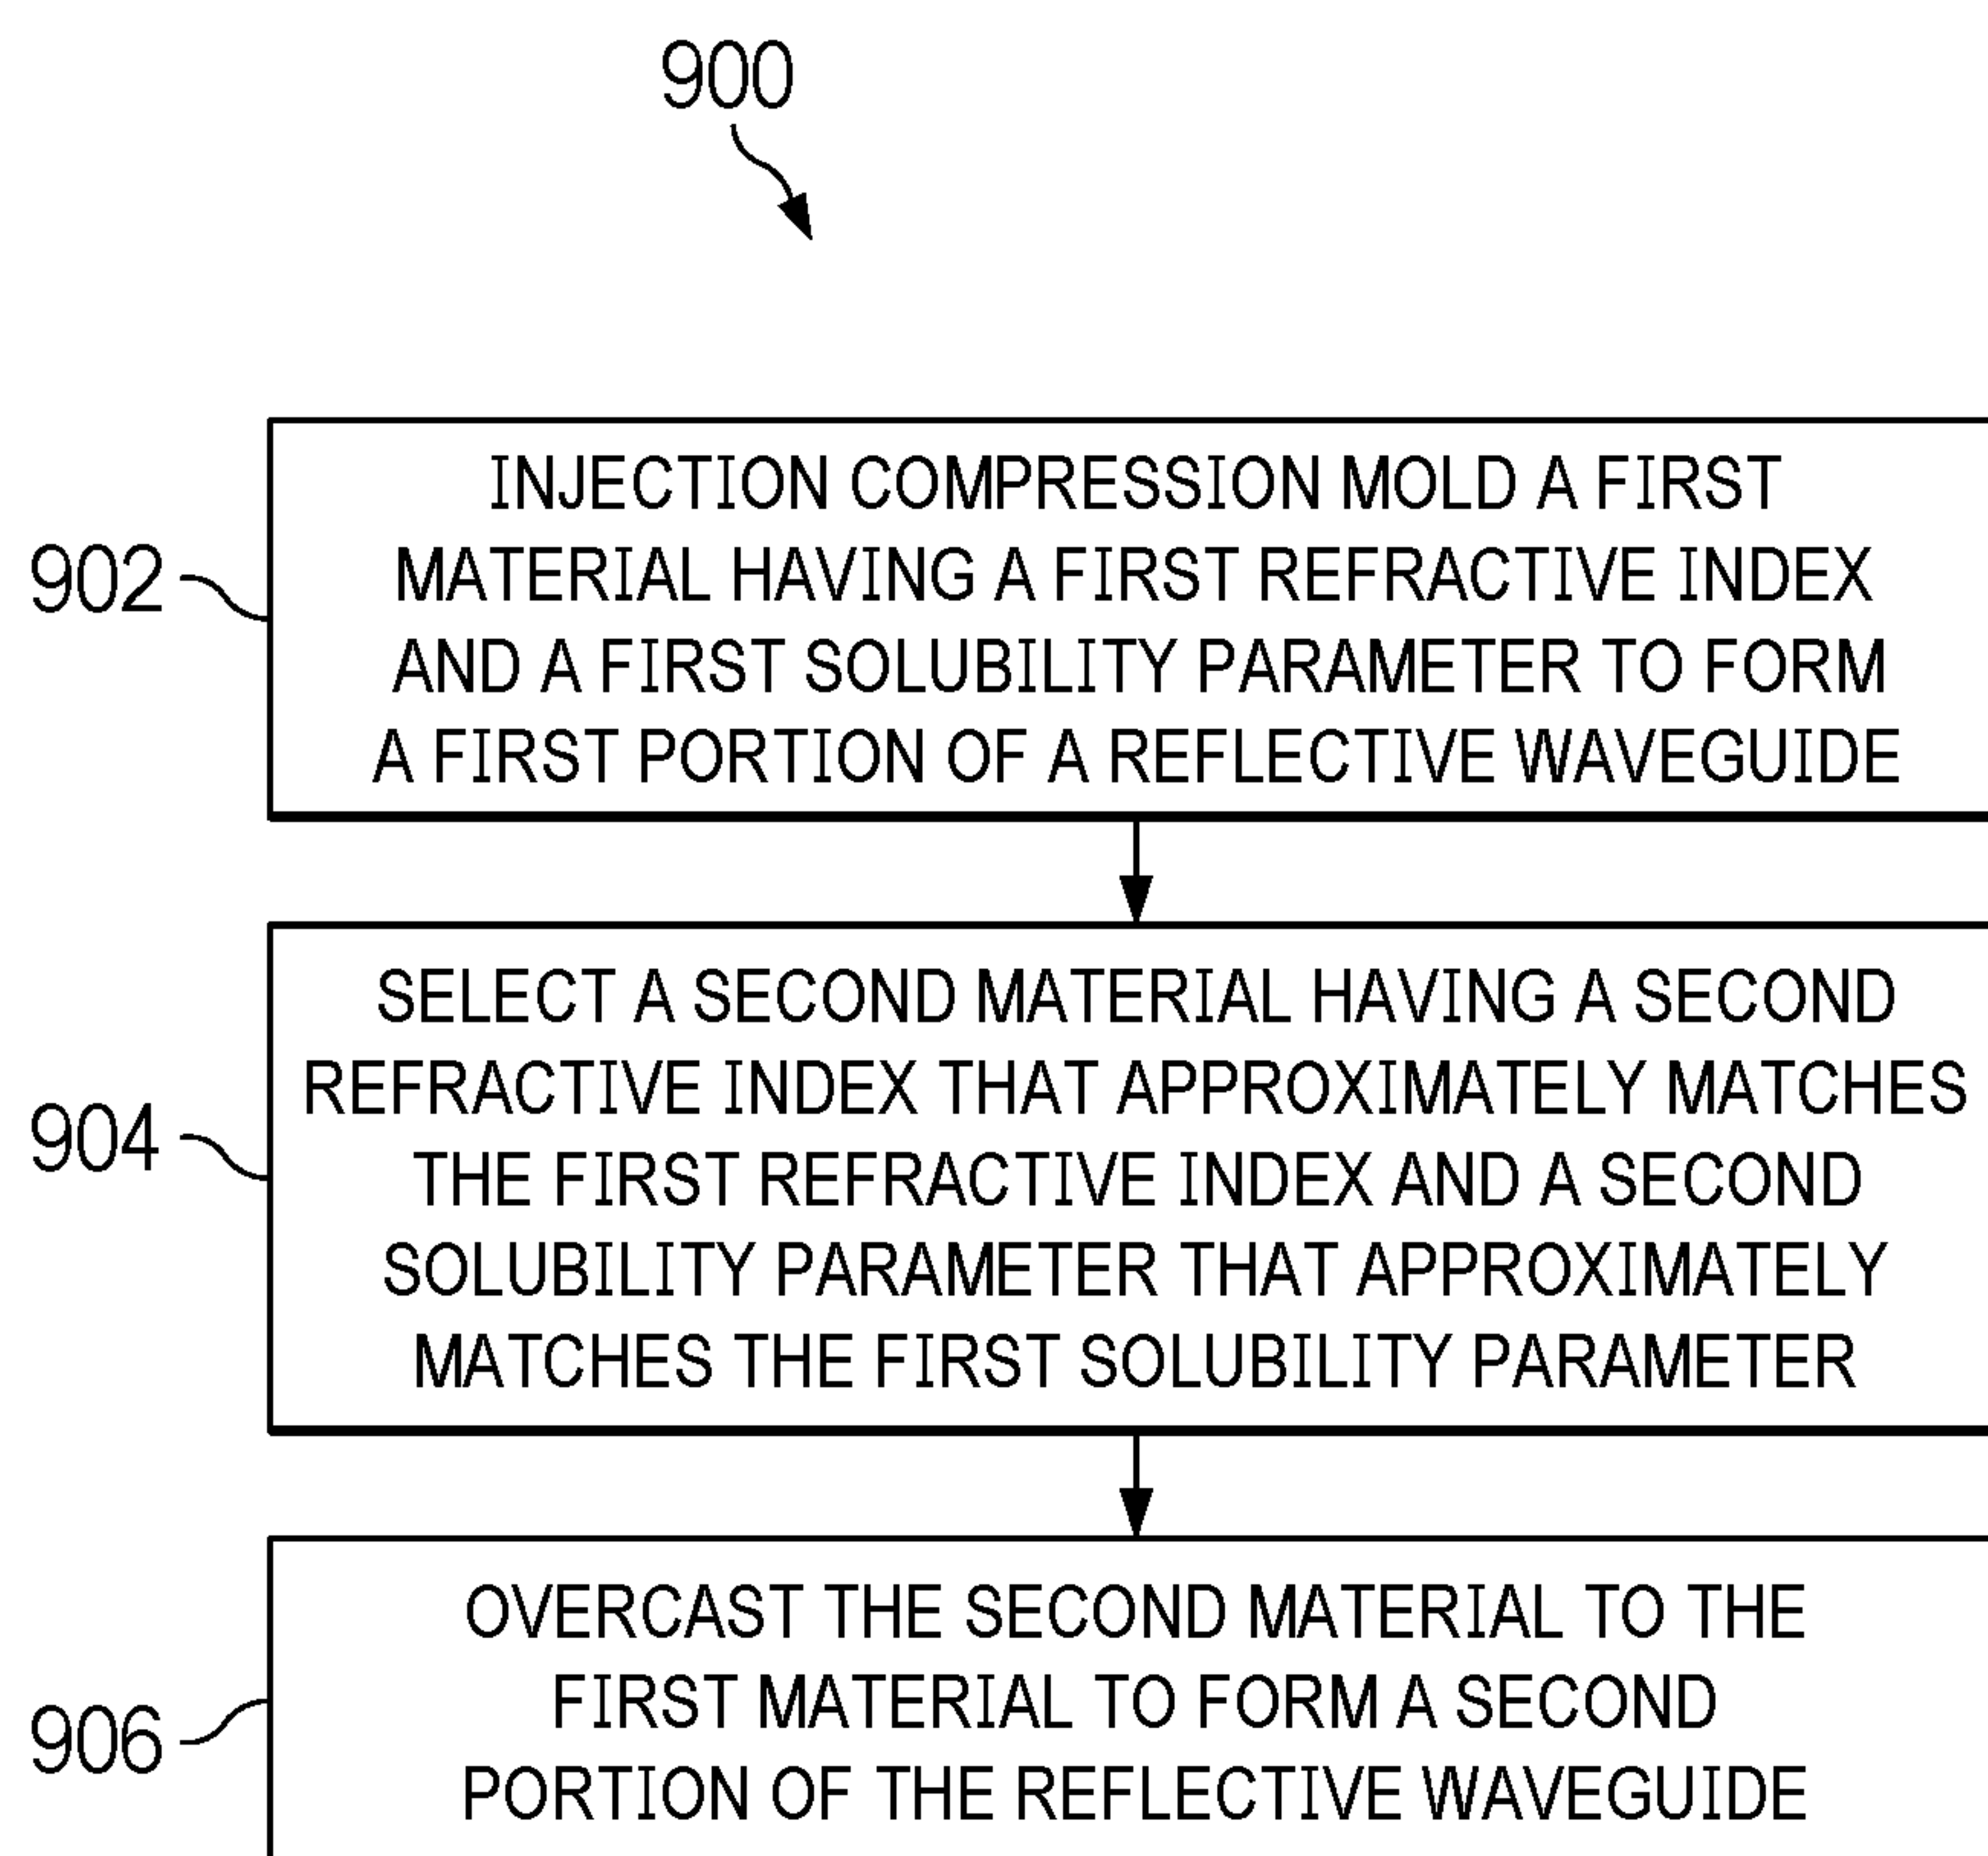 900
902
INJECTION COMPRESSION MOLD A FIRST
MATERIAL HAVING A FIRST REFRACTIVE INDEX
AND A FIRST SOLUBILITY PARAMETER TO FORM
A FIRST PORTION OF A REFLECTIVE WAVEGUIDE
904
SELECT A SECOND MATERIAL HAVING A SECOND
REFRACTIVE INDEX THAT APPROXIMATELY MATCHES
THE FIRST REFRACTIVE INDEX AND A SECOND
SOLUBILITY PARAMETER THAT APPROXIMATELY
MATCHES THE FIRST SOLUBILITY PARAMETER
906
OVERCAST THE SECOND MATERIAL TO THE
FIRST MATERIAL TO FORM A SECOND
PORTION OF THE REFLECTIVE WAVEGUIDE